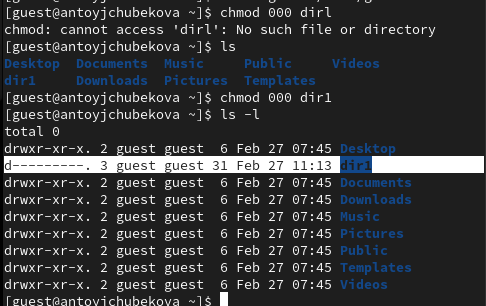 [guest@antoyjchubekova ~]$ chmod 000 dirl
chmod: cannot access 'dirl': No such file or directory
[guest@antoyjchubekova ~]$ ls
Desktop Documents Music Public Videos
dir1 Downloads Pictures Templates
[guest@antoyjchubekova ~]$ chmod 000 dir1
[guest@antoyjchubekova ~]$ ls -l
total 0
drwxr-xr-x. 2 guest guest 6 Feb 27 07:45 Desktop
d---------. 3 guest guest 31 Feb 27 11:13 dir1
drwxr-xr-x. 2 guest guest 6 Feb 27 07:45 Documents
drwxr-xr-x. 2 guest guest 6 Feb 27 07:45 Downloads
drwxr-xr-x. 2 guest guest 6 Feb 27 07:45 Music
drwxr-xr-x. 2 guest guest 6 Feb 27 07:45 Pictures
drwxr-xr-x. 2 guest guest 6 Feb 27 07:45 Public
drwxr-xr-x. 2 guest guest 6 Feb 27 07:45 Templates
drwxr-xr-x. 2 guest guest 6 Feb 27 07:45 Videos
[guest@antoyjchubekova ~]$